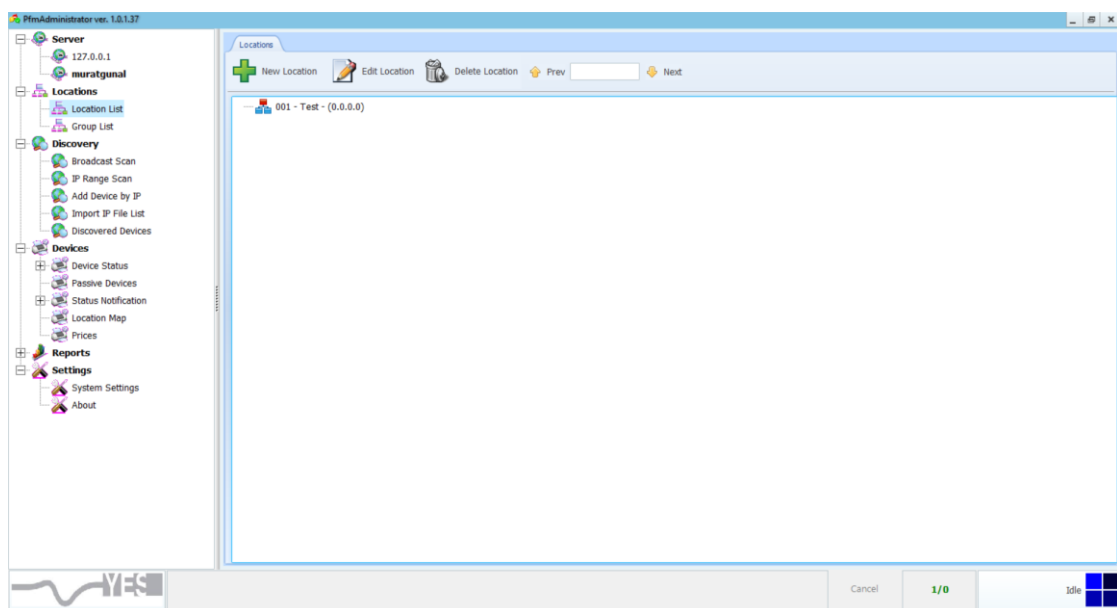 PfmAdministrator ver. 1.0.1.37
Server
127.0.0.1
muratgunal
Locations
Location List
Group List
Discovery
Broadcast Scan
IP Range Scan
Add Device by IP
Import IP File List
Discovered Devices
Devices
Device Status
Passive Devices
Status Notification
Location Map
Prices
Reports
Settings
System Settings
About
Locations
New Location Edit Location Delete Location Prev Next
001 - Test - (0.0.0.0)
YES
Cancel 1/0 Idle